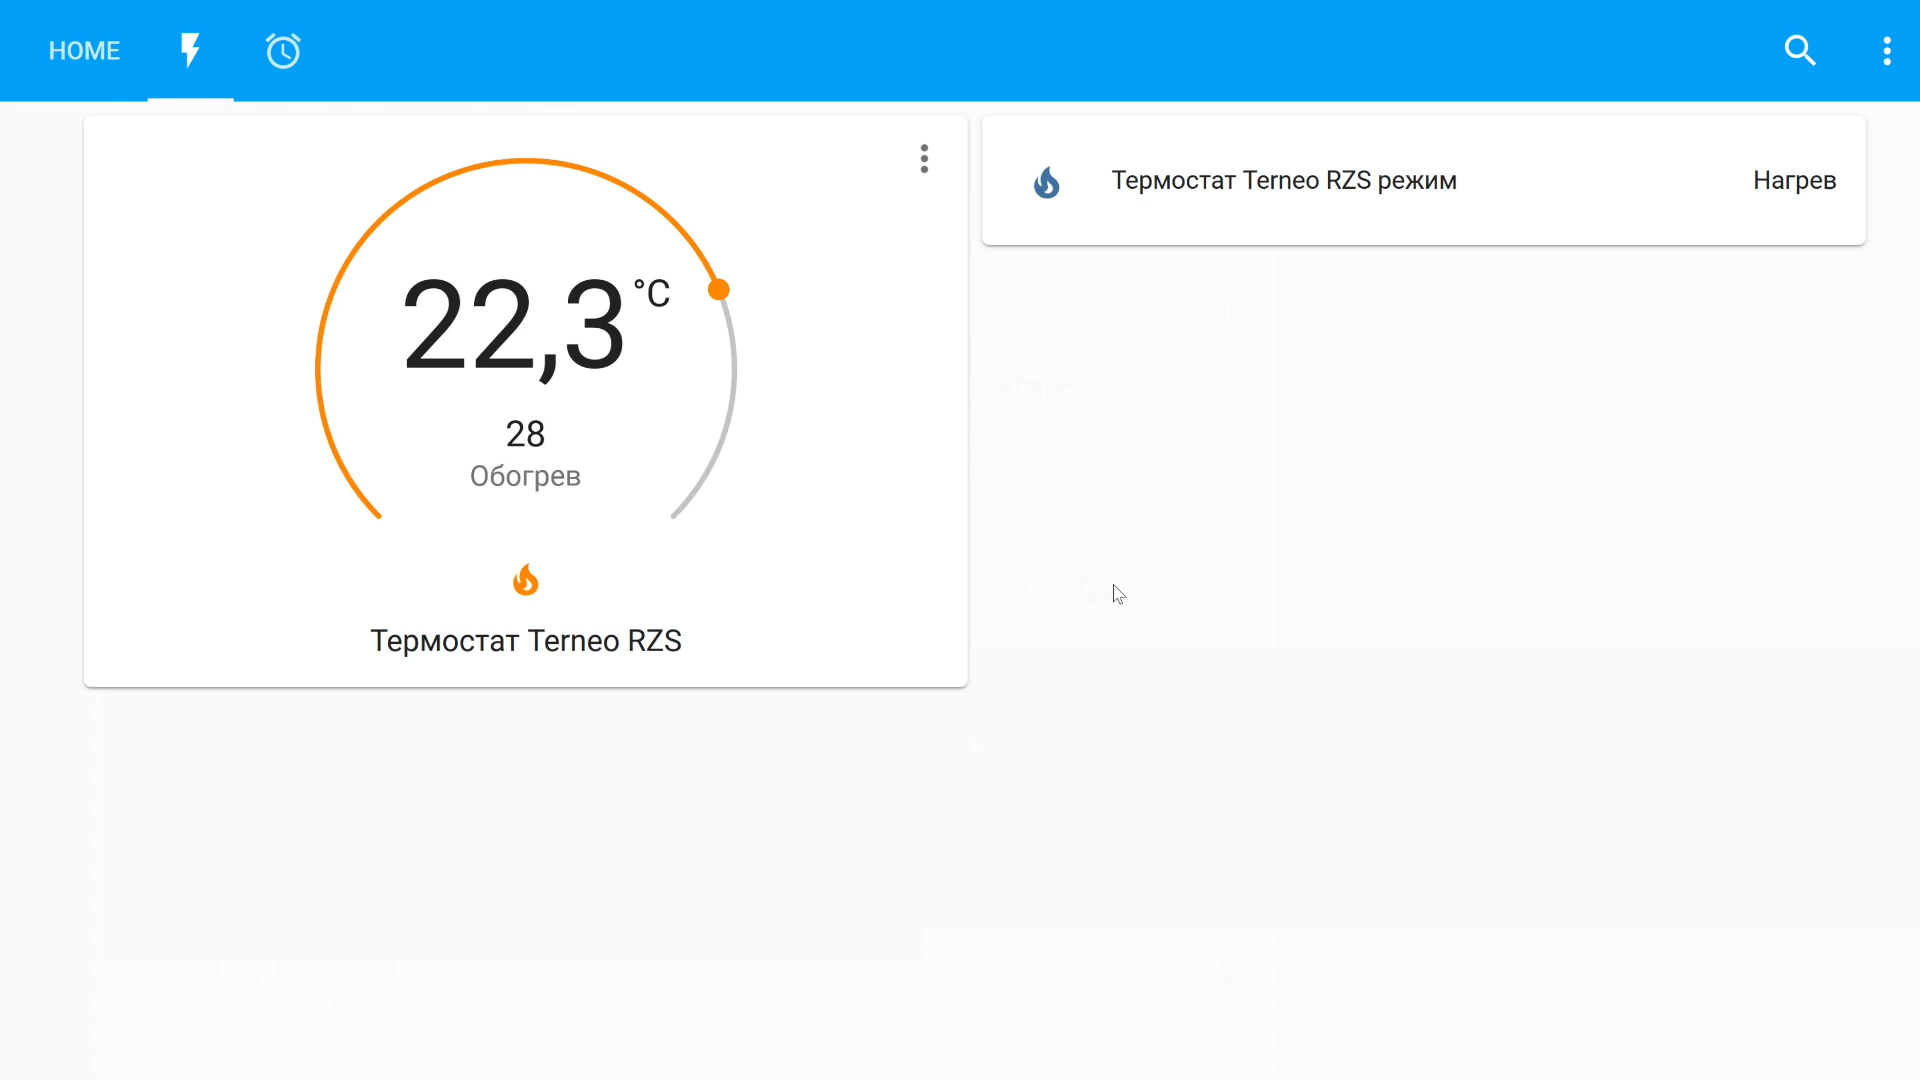 HOME
22,3 °C
28
Обогрев
Термостат Terneo RZS
Термостат Terneo RZS режим
Нагрев